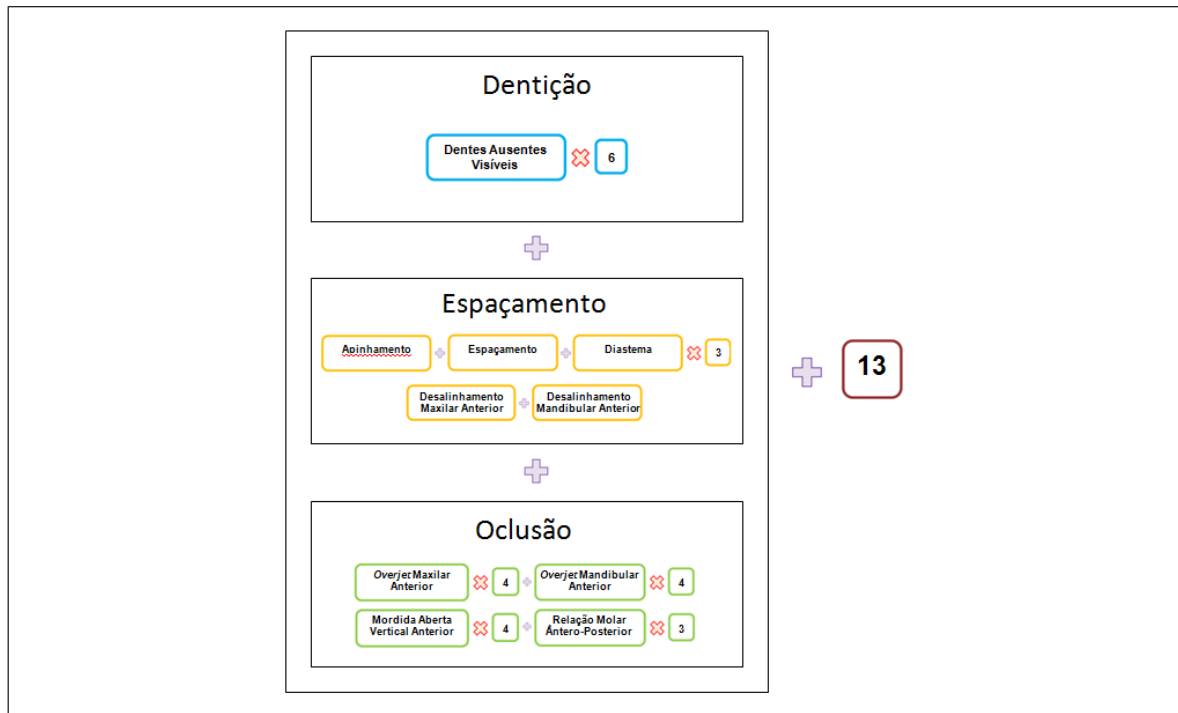 Dentição
Dentes Ausentes
Visíveis
6
Espaçamento
Apinhamento
Espaçamento
Diastema
3
Desalinhamento
Maxilar Anterior
Desalinhamento
Mandibular Anterior
13
Oclusão
Overjet Maxilar
Anterior
4
Overjet Mandibular
Anterior
4
Mordida Aberta
Vertical Anterior
4
Relação Molar
Ântero-Posterior
3